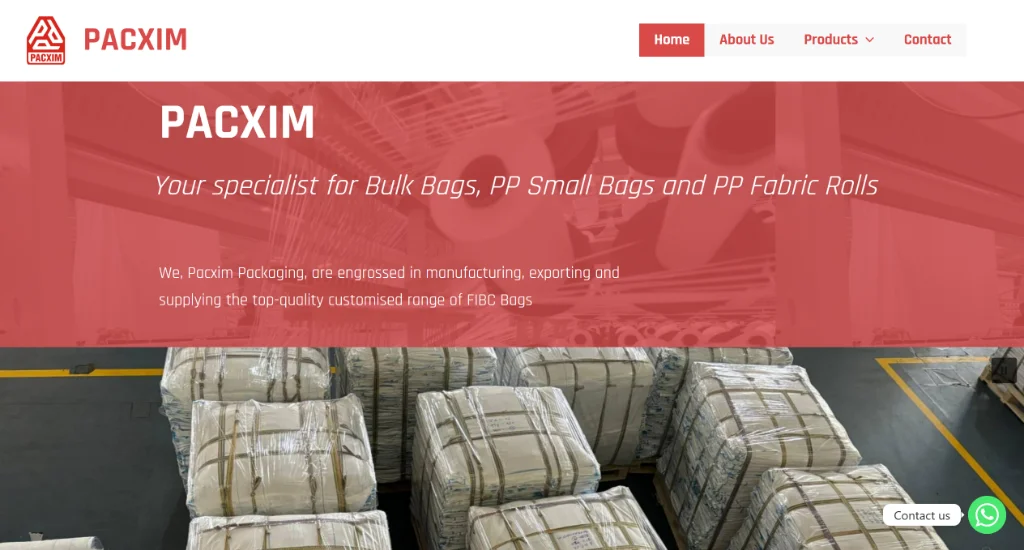 PACXIM
PACXIM
Home
About Us
Products
Contact
PACXIM
Your specialist for Bulk Bags, PP Small Bags and PP Fabric Rolls
We, Pacxim Packaging, are engrossed in manufacturing, exporting and
supplying the top-quality customised range of FIBC Bags
Contact us